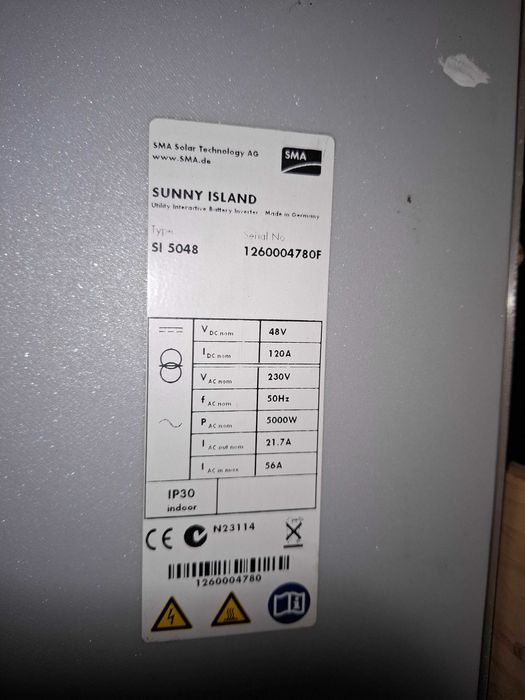 SMA Solar Technology AG
www.SMA.de
SMA
SUNNY ISLAND
Utility Interactive Battery Inverter Made in Germany
Type Serial No
SI 5048 1260004780F
V DC nom 48V
I DC nom 120A
V AC nom 230V
f AC nom 50Hz
P AC nom 5000W
I AC out nom 21.7A
I AC in max 56A
IP30
indoor
CE N23114
1260004780